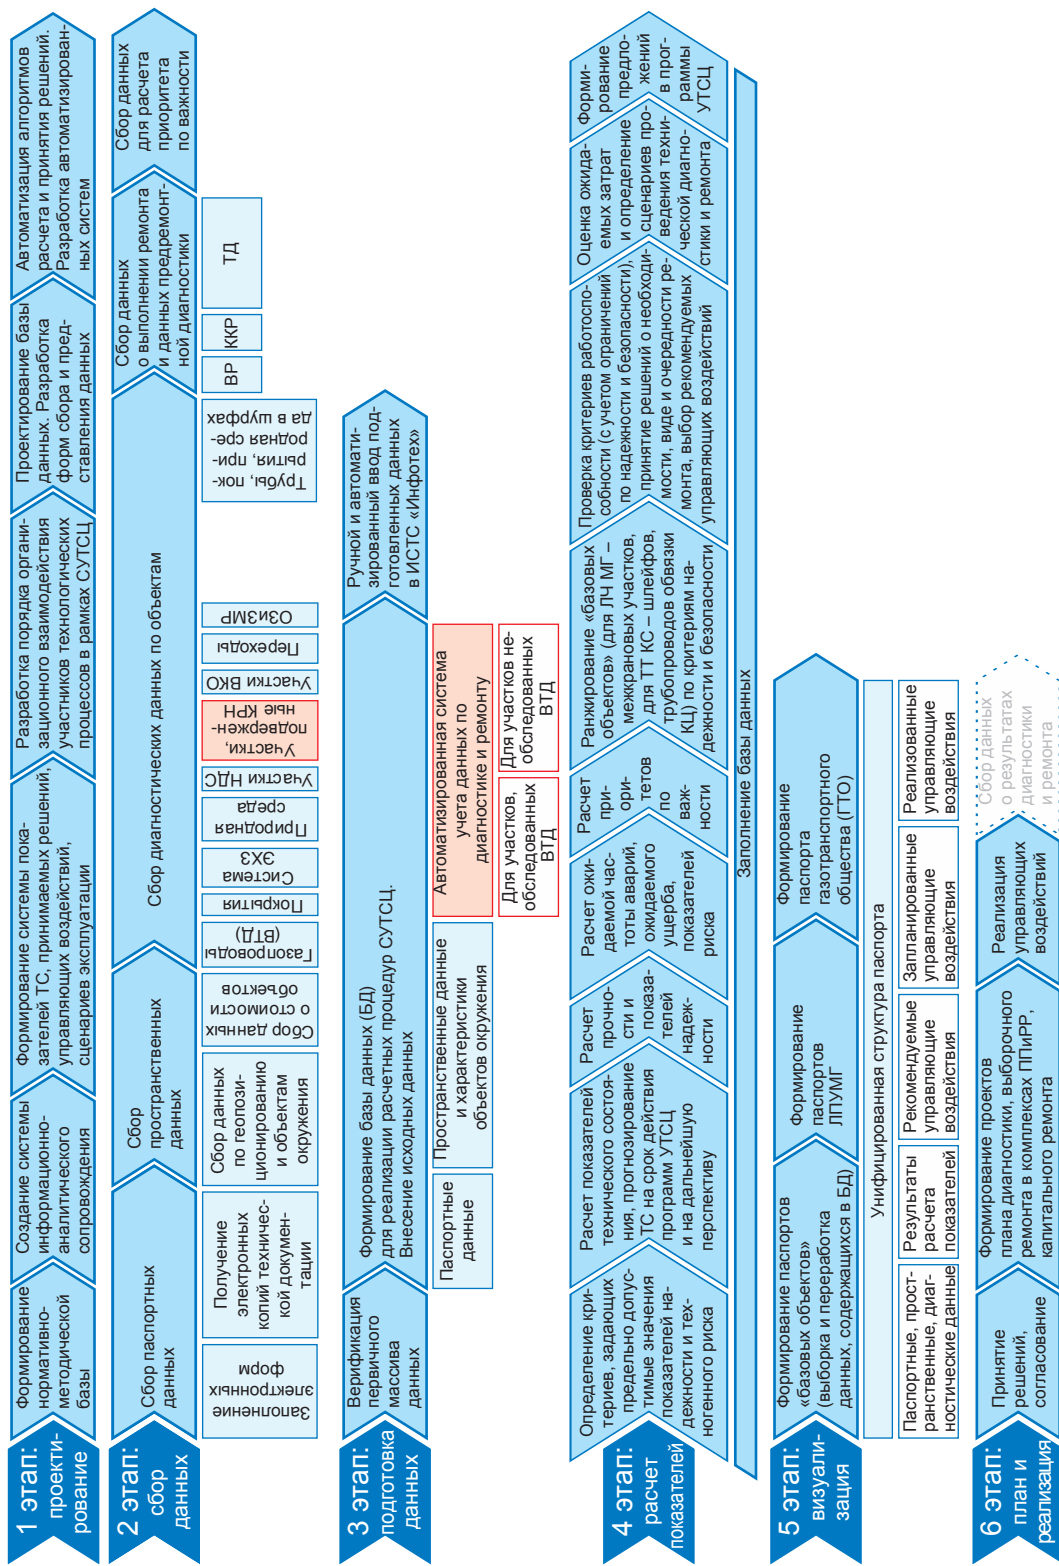 1 этап:
проекти-
рование
Формирование
нормативно-
методической
базы
Создание системы
информационно-
аналитического
сопровождения
Формирование системы пока-
зателей ТС, принимаемых решений,
управляющих воздействий,
сценариев эксплуатации
Разработка порядка органи-
зационного взаимодействия
участников технологических
процессов в рамках СУТСЦ
Проектирование базы
данных. Разработка
форм сбора и пред-
ставления данных
Автоматизация алгоритмов
расчета и принятия решений.
Разработка автоматизирован-
ных систем
2 этап:
сбор
данных
Сбор паспортных
данных
Сбор
пространственных
данных
Сбор диагностических данных по объектам
Сбор данных
о выполнении ремонта
и данных предремонт-
ной диагностики
Сбор данных
для расчета
приоритета
по важности
Заполнение
электронных
форм
Получение
электронных
копий техничес-
кой докумен-
тации
Сбор данных
по геопози-
ционированию
и объектам
окружения
Сбор данных
о стоимости
объектов
Газопроводы
(ВТД)
Покрытия
Система
ЭХЗ
Природная
среда
Участки НДС
Участки,
подвержен-
ные КРН
Участки ВКО
Переходы
ОЗиЗМР
Трубы, пок-
рытия, при-
родная сре-
да в шурфах
ВР
ККР
ТД
3 этап:
подготовка
данных
Верификация
первичного
массива
данных
Формирование базы данных (БД)
для реализации расчетных процедур СУТСЦ.
Внесение исходных данных
Ручной и автомати-
зированный ввод под-
готовленных данных
в ИСТС «Инфотех»
Паспортные
данные
Пространственные данные
и характеристики
объектов окружения
Автоматизированная система
учета данных по
диагностике и ремонту
Для участков,
обследованных
ВТД
Для участков не-
обследованных
ВТД
4 этап:
расчет
показателей
Определение кри-
териев, задающих
предельно допус-
тимые значения
показателей на-
дежности и тех-
ногенного риска
Расчет показателей
технического состоя-
ния, прогнозирование
ТС на срок действия
программ УТСЦ
и на дальнейшую
перспективу
Расчет
прочно-
сти и
показа-
телей
надеж-
ности
Расчет ожи-
даемой час-
тоты аварий,
ожидаемого
ущерба,
показателей
риска
Расчет
при-
ори-
тетов
по
важ-
ности
Ранжирование «базовых
объектов» (для ЛЧ МГ –
межкрановых участков,
для ТТ КС – шлейфов,
трубопроводов обвязки
КЦ) по критериям на-
дежности и безопасности
Проверка критериев работоспо-
собности (с учетом ограничений
по надежности и безопасности),
принятие решений о необходи-
мости, виде и очередности ре-
монта, выбор рекомендуемых
управляющих воздействий
Оценка ожида-
емых затрат
и определение
сценариев про-
ведения техни-
ческой диагно-
стики и ремонта
Форми-
рование
предло-
жений
в прог-
раммы
УТСЦ
Заполнение базы данных
5 этап:
визуали-
зация
Формирование паспортов
«базовых объектов»
(выборка и переработка
данных, содержащихся в БД)
Формирование
паспортов
ЛПУМГ
Формирование
паспорта
газотранспортного
общества (ГТО)
Унифицированная структура паспорта
Паспортные, прост-
ранственные, диаг-
ностические данные
Результаты
расчета
показателей
Рекомендуемые
управляющие
воздействия
Запланированные
управляющие
воздействия
Реализованные
управляющие
воздействия
6 этап:
план и
реализация
Принятие
решений,
согласование
Формирование проектов
плана диагностики, выборочного
ремонта в комплексах ППиРР,
капитального ремонта
Реализация
управляющих
воздействий
Сбор данных
о результатах
диагностики
и ремонта